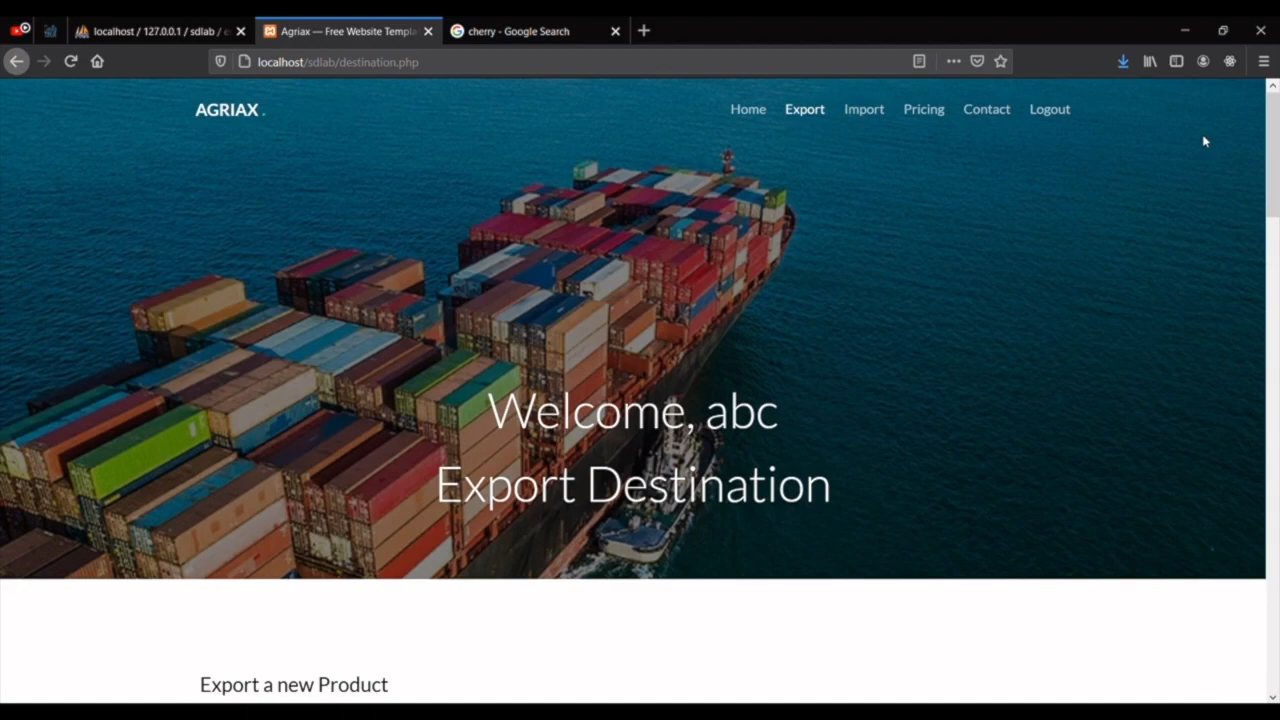 localhost / 127.0.0.1 / sdlab /
Agriax — Free Website Templa
cherry - Google Search
localhost/sdlab/destination.php
AGRIAX .
Home Export Import Pricing Contact Logout
Welcome, abc
Export Destination
Export a new Product